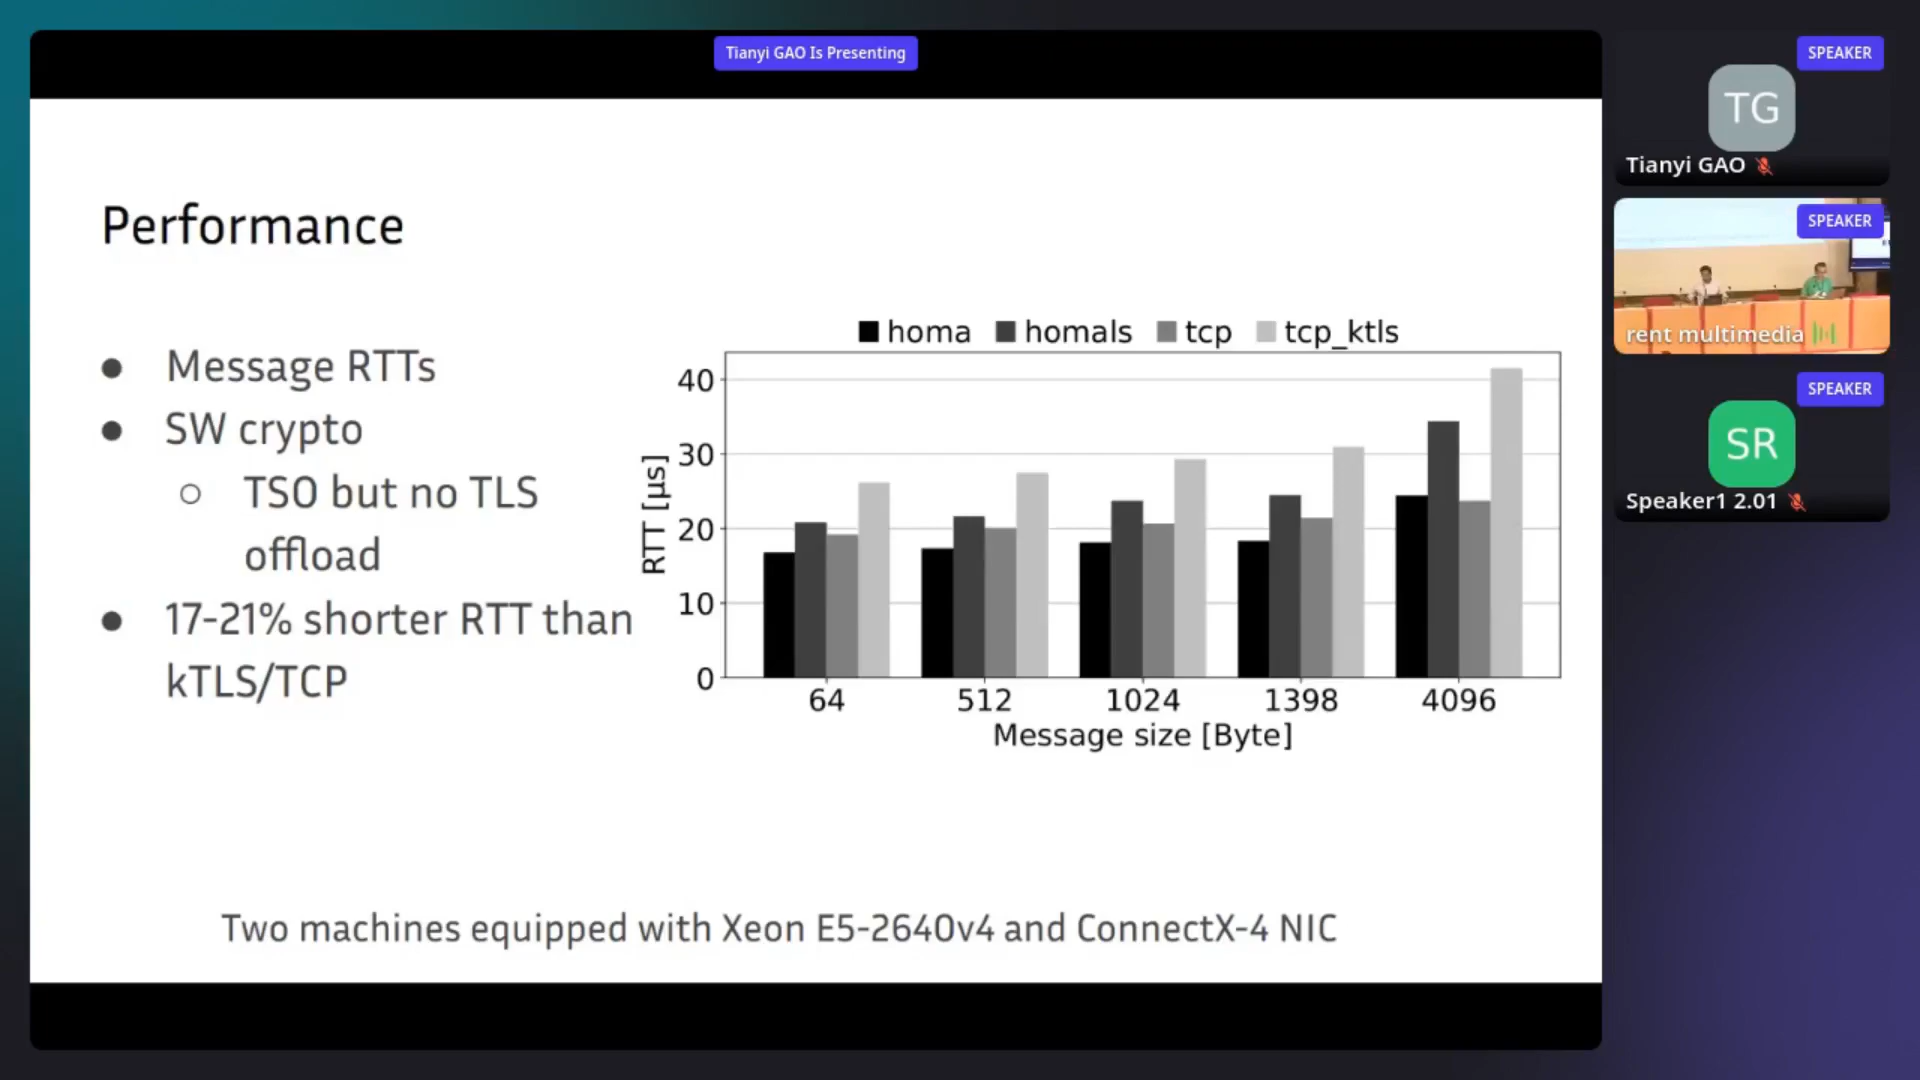 Tianyi GAO Is Presenting
Performance
● Message RTTs
● SW crypto
○ TSO but no TLS
offload
● 17-21% shorter RTT than
kTLS/TCP
homa homals tcp tcp_ktls
RTT [µs]
40
30
20
10
0
64 512 1024 1398 4096
Message size [Byte]
Two machines equipped with Xeon E5-2640v4 and ConnectX-4 NIC
SPEAKER
TG
Tianyi GAO
SPEAKER
rent multimedia
SPEAKER
SR
Speaker1 2.01